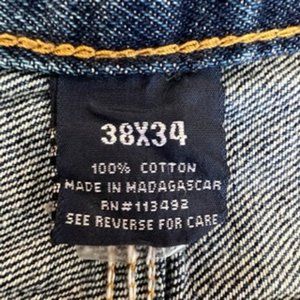 38X34
100% COTTON
MADE IN MADAGASCAR
RN#113492
SEE REVERSE FOR CARE